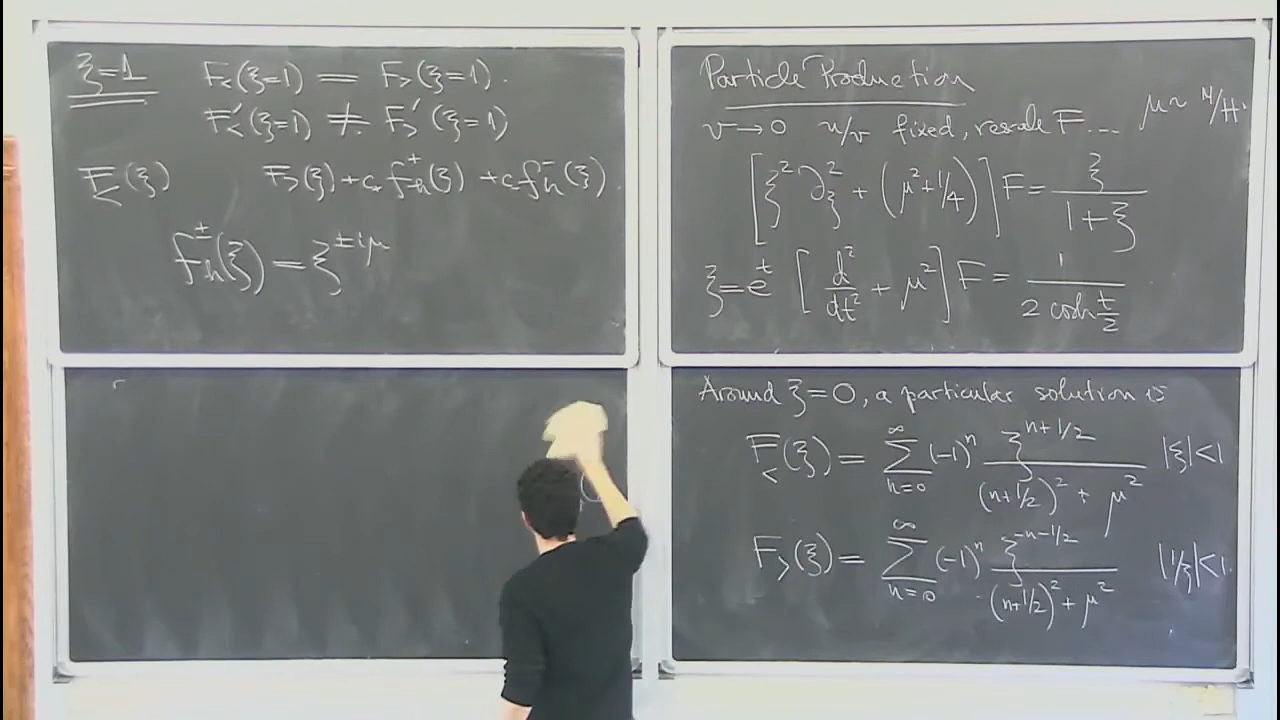 ξ=1 F<(ξ=1) = F>(ξ=1).
F'<(ξ=1) ≠ F'>(ξ=1)
F<(ξ) F>(ξ) + c₊ f⁺ₕ(ξ) + c₋ f⁻ₕ(ξ).
f±ₕ(ξ) = ξ^{±iμ}
Particle Production
v → 0 u/v fixed, rescale F... μ ~ M/H.
[ξ² ∂²_ξ + (μ²+1/4)] F = ξ/(1+ξ)
ξ = e^t [d²/dt² + μ²] F = 1/(2 cosh t/2)
Around ξ=0, a particular solution is
F<(ξ) = Σ_{n=0}^∞ (-1)^n ξ^{n+1/2}/((n+1/2)² + μ²) |ξ|<1
F>(ξ) = Σ_{n=0}^∞ (-1)^n ξ^{-n-1/2}/((n+1/2)² + μ²) |1/ξ|<1.